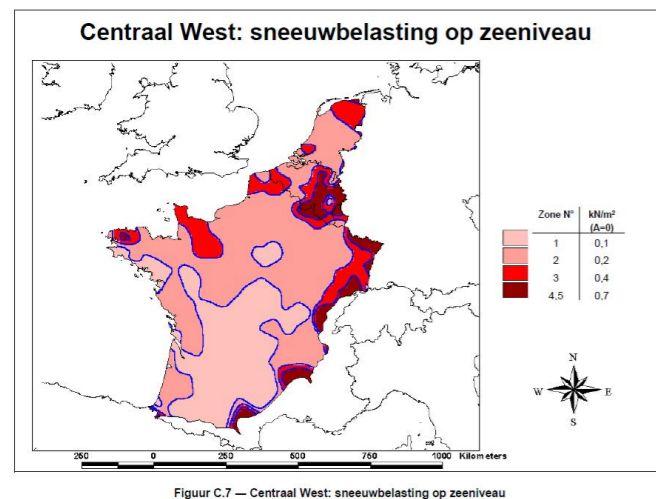 Centraal West: sneeuwbelasting op zeeniveau
Zone N° kN/m²
(A=0)
1 0,1
2 0,2
3 0,4
4,5 0,7
N
W E
S
250 0 250 500 750 1000 Kilometers
Figuur C.7 — Centraal West: sneeuwbelasting op zeeniveau